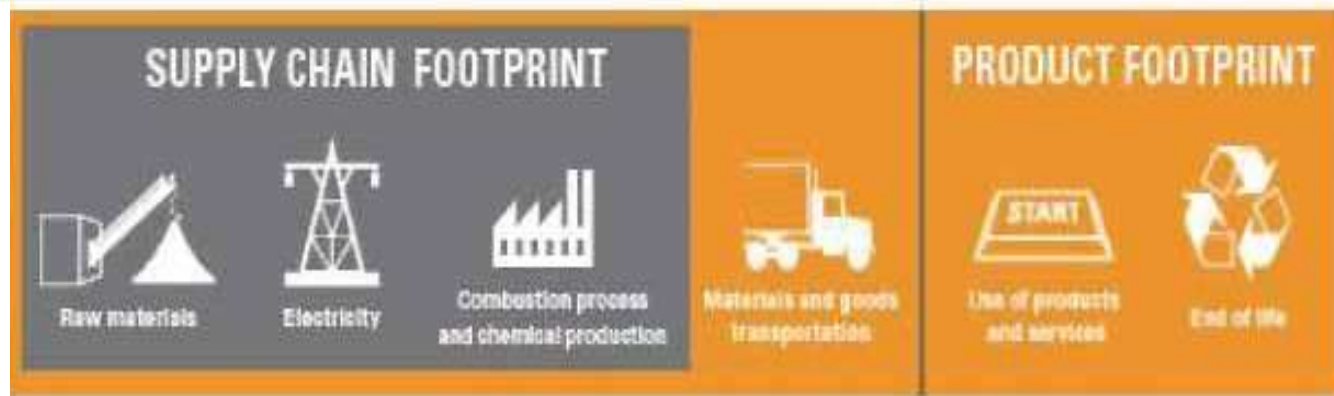 SUPPLY CHAIN FOOTPRINT
PRODUCT FOOTPRINT
START
Raw materials
Electricity
Combustion process
and chemical production
Materials and goods
transportation
Use of products
and services
End of life